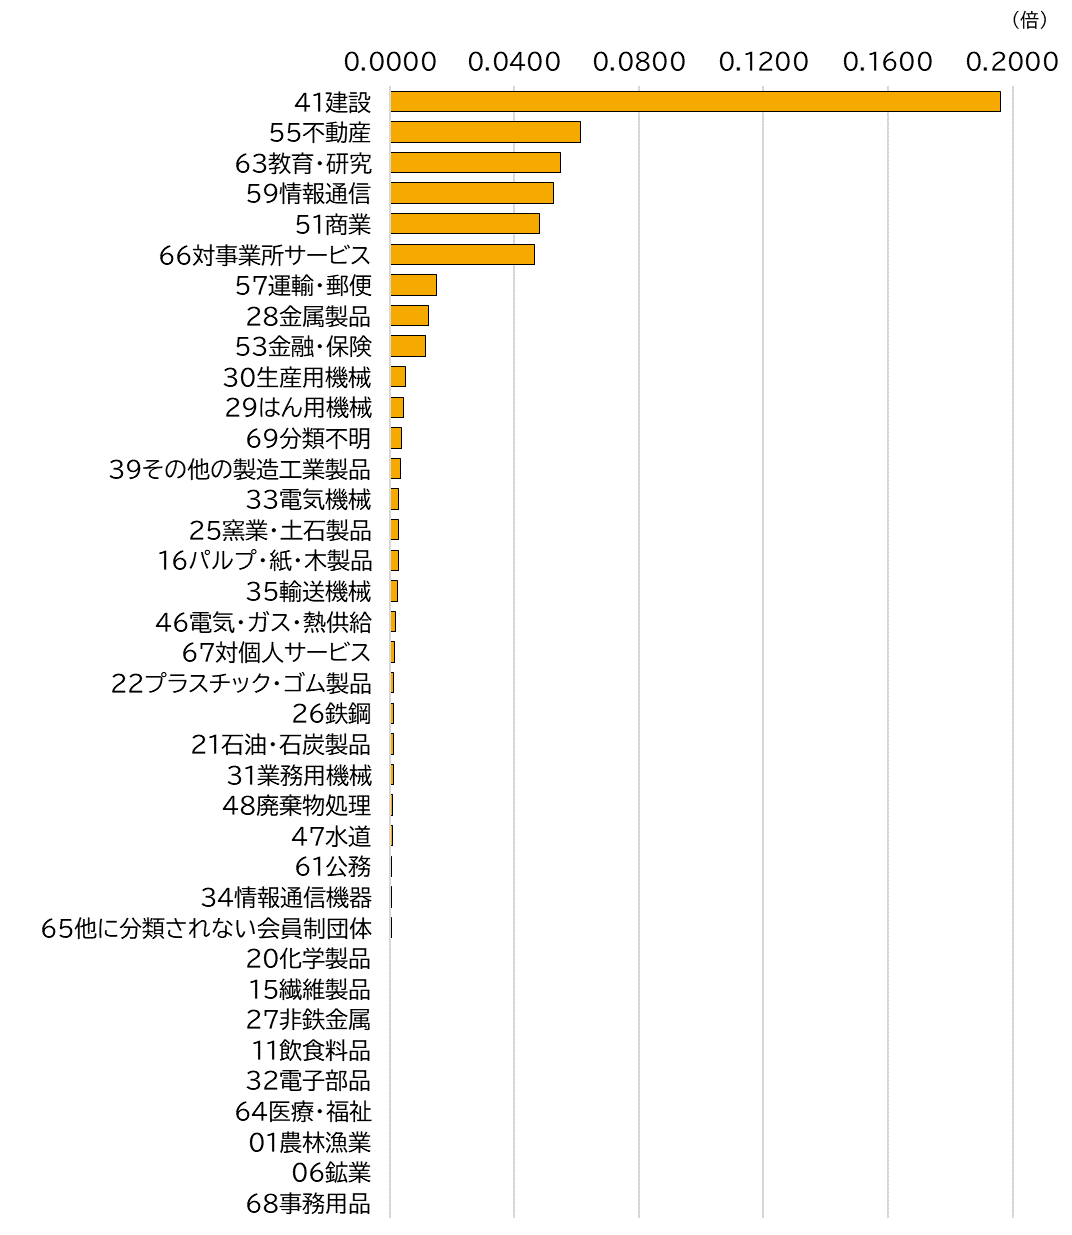 （倍）
0.0000 0.0400 0.0800 0.1200 0.1600 0.2000
41建設
55不動産
63教育・研究
59情報通信
51商業
66対事業所サービス
57運輸・郵便
28金属製品
53金融・保険
30生産用機械
29はん用機械
69分類不明
39その他の製造工業製品
33電気機械
25窯業・土石製品
16パルプ・紙・木製品
35輸送機械
46電気・ガス・熱供給
67対個人サービス
22プラスチック・ゴム製品
26鉄鋼
21石油・石炭製品
31業務用機械
48廃棄物処理
47水道
61公務
34情報通信機器
65他に分類されない会員制団体
20化学製品
15繊維製品
27非鉄金属
11飲食料品
32電子部品
64医療・福祉
01農林漁業
06鉱業
68事務用品